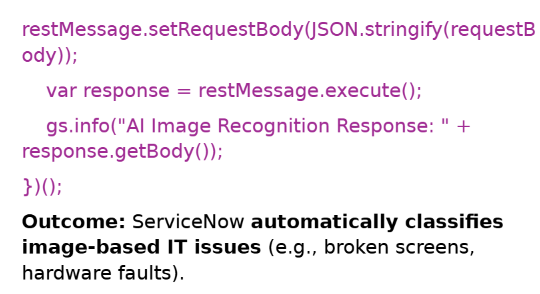 restMessage.setRequestBody(JSON.stringify(requestB
ody));
var response = restMessage.execute();
gs.info("AI Image Recognition Response: " +
response.getBody());
})();
Outcome: ServiceNow automatically classifies
image-based IT issues (e.g., broken screens,
hardware faults).